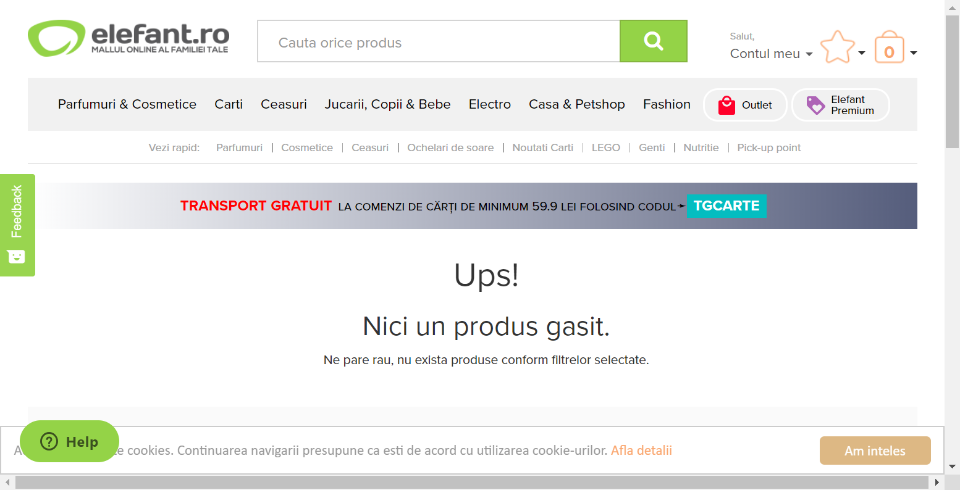 elefant.ro
MALLUL ONLINE AL FAMILIEI TALE
Cauta orice produs
Salut,
Contul meu
0
Parfumuri & Cosmetice Carti Ceasuri Jucarii, Copii & Bebe Electro Casa & Petshop Fashion Outlet Elefant Premium
Vezi rapid: Parfumuri | Cosmetice | Ceasuri | Ochelari de soare | Noutati Carti | LEGO | Genti | Nutritie | Pick-up point
Feedback
TRANSPORT GRATUIT LA COMENZI DE CĂRȚI DE MINIMUM 59.9 LEI FOLOSIND CODUL TGCARTE
Ups!
Nici un produs gasit.
Ne pare rau, nu exista produse conform filtrelor selectate.
Help
cookies. Continuarea navigarii presupune ca esti de acord cu utilizarea cookie-urilor. Afla detalii
Am inteles